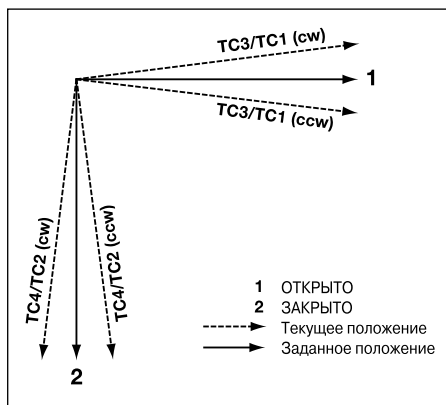 TC3/TC1 (cw)
1
TC3/TC1 (ccw)
TC4/TC2 (cw)
TC4/TC2 (ccw)
2
1 ОТКРЫТО
2 ЗАКРЫТО
Текущее положение
Заданное положение